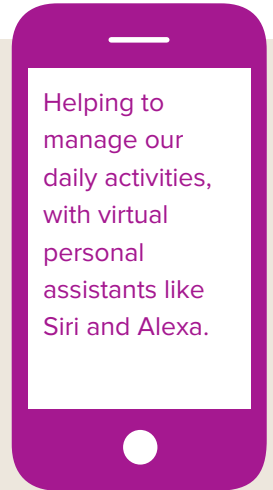 Helping to
manage our
daily activities,
with virtual
personal
assistants like
Siri and Alexa.